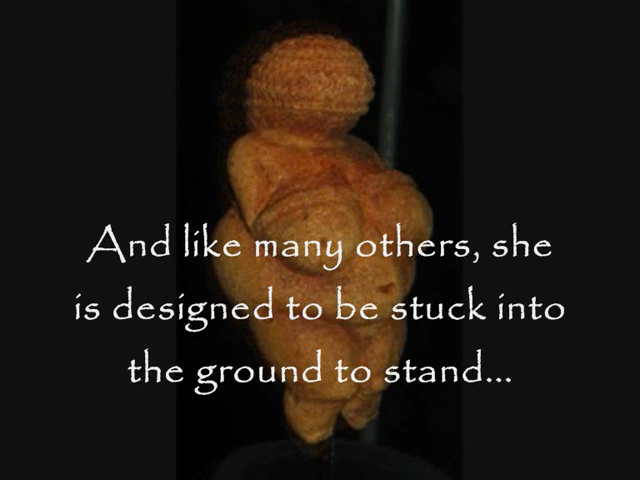 And like many others, she
is designed to be stuck into
the ground to stand...